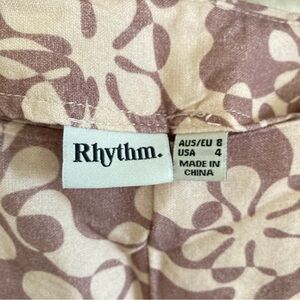 Rhythm.
AUS/EU 8
USA 4
MADE IN
CHINA